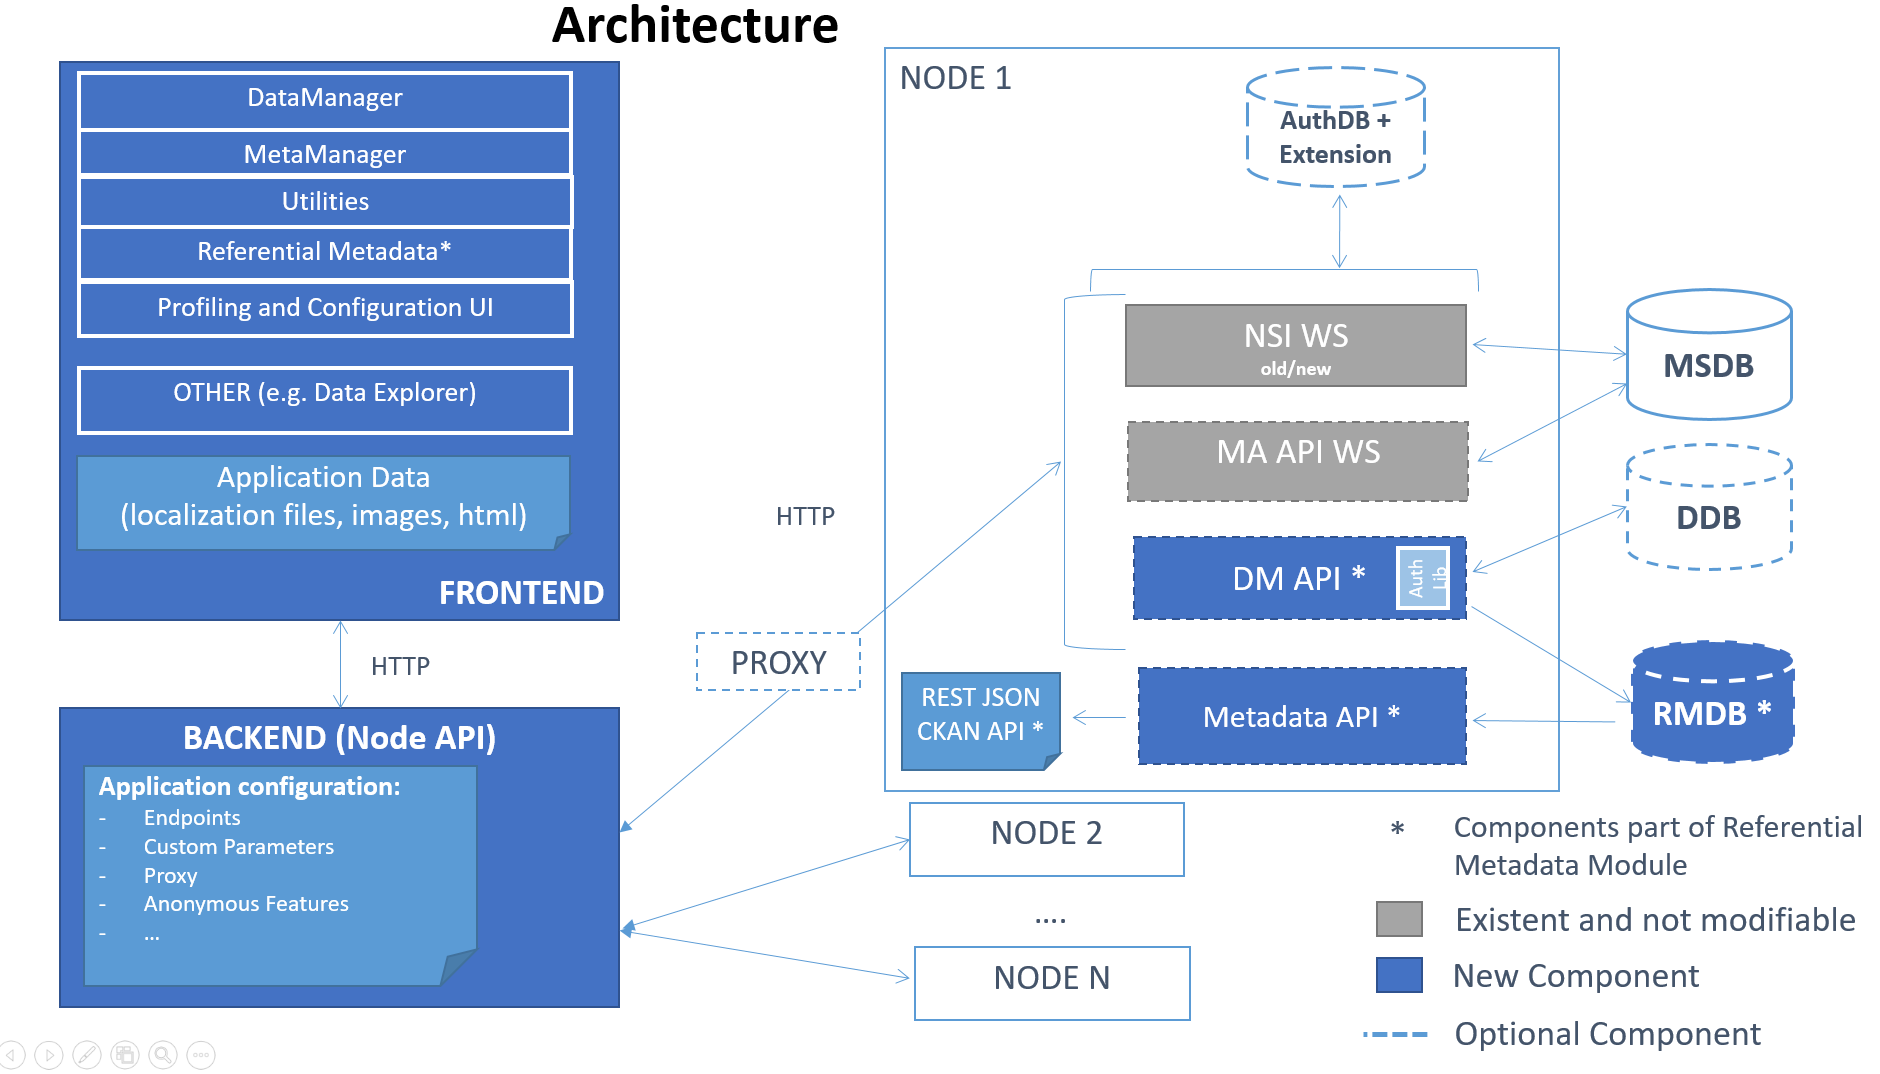 Architecture
DataManager
MetaManager
Utilities
Referential Metadata*
Profiling and Configuration UI
OTHER (e.g. Data Explorer)
Application Data
(localization files, images, html)
FRONTEND
HTTP
BACKEND (Node API)
Application configuration:
- Endpoints
- Custom Parameters
- Proxy
- Anonymous Features
- ...
PROXY
HTTP
NODE 1
AuthDB +
Extension
NSI WS
old/new
MA API WS
DM API *
Auth
Lib
Metadata API *
REST JSON
CKAN API *
MSDB
DDB
RMDB *
NODE 2
....
NODE N
* Components part of Referential
Metadata Module
Existent and not modifiable
New Component
Optional Component